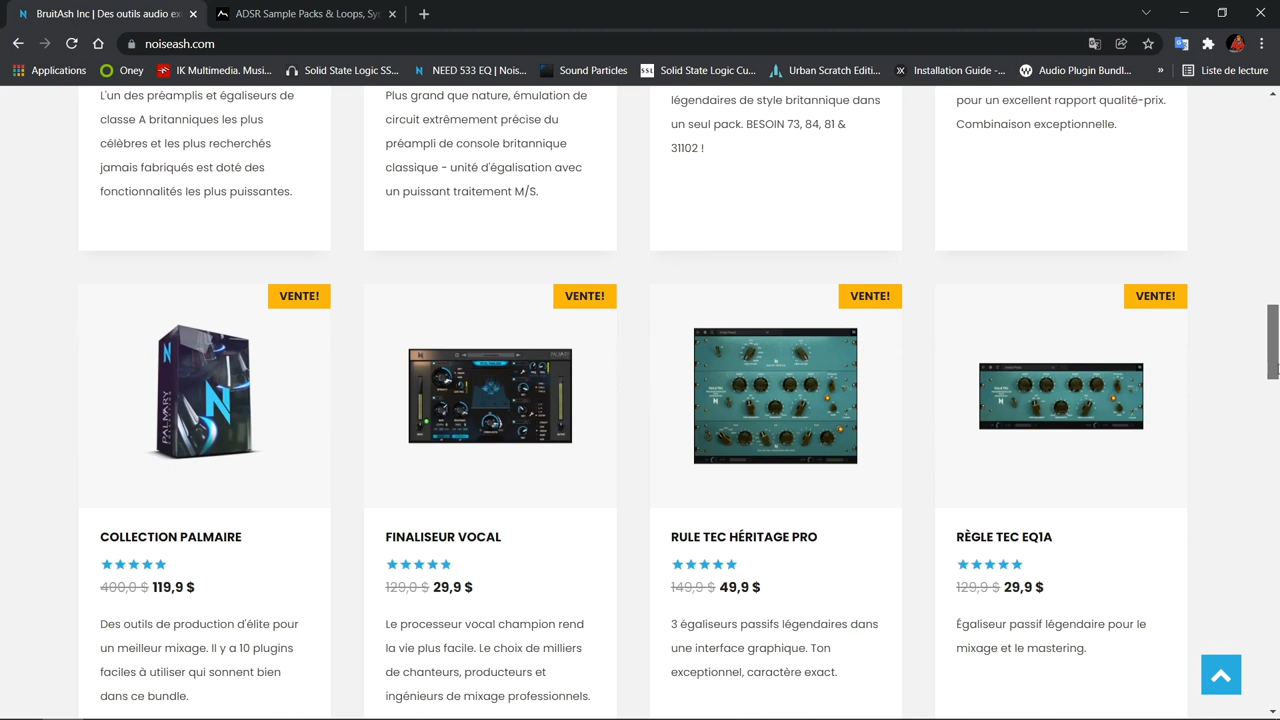 BruitAsh Inc | Des outils audio ex
ADSR Sample Packs & Loops, Sy
noiseash.com
Applications
Oney
IK Multimedia. Musi...
Solid State Logic SS...
NEED 533 EQ | Nois...
Sound Particles
SSL
Solid State Logic Cu...
Urban Scratch Editi...
Installation Guide -...
Audio Plugin Bundl...
»
Liste de lecture
L'un des préamplis et égaliseurs de
classe A britanniques les plus
célèbres et les plus recherchés
jamais fabriqués est doté des
fonctionnalités les plus puissantes.
Plus grand que nature, émulation de
circuit extrêmement précise du
préampli de console britannique
classique - unité d'égalisation avec
un puissant traitement M/S.
légendaires de style britannique dans
un seul pack. BESOIN 73, 84, 81 &
31102 !
pour un excellent rapport qualité-prix.
Combinaison exceptionnelle.
VENTE!
VENTE!
VENTE!
VENTE!
PALMARY
COLLECTION PALMAIRE
400,0 $ 119,9 $
Des outils de production d'élite pour
un meilleur mixage. Il y a 10 plugins
faciles à utiliser qui sonnent bien
dans ce bundle.
FINALISEUR VOCAL
129,0 $ 29,9 $
Le processeur vocal champion rend
la vie plus facile. Le choix de milliers
de chanteurs, producteurs et
ingénieurs de mixage professionnels.
RULE TEC HÉRITAGE PRO
149,9 $ 49,9 $
3 égaliseurs passifs légendaires dans
une interface graphique. Ton
exceptionnel, caractère exact.
RÈGLE TEC EQ1A
129,9 $ 29,9 $
Égaliseur passif légendaire pour le
mixage et le mastering.